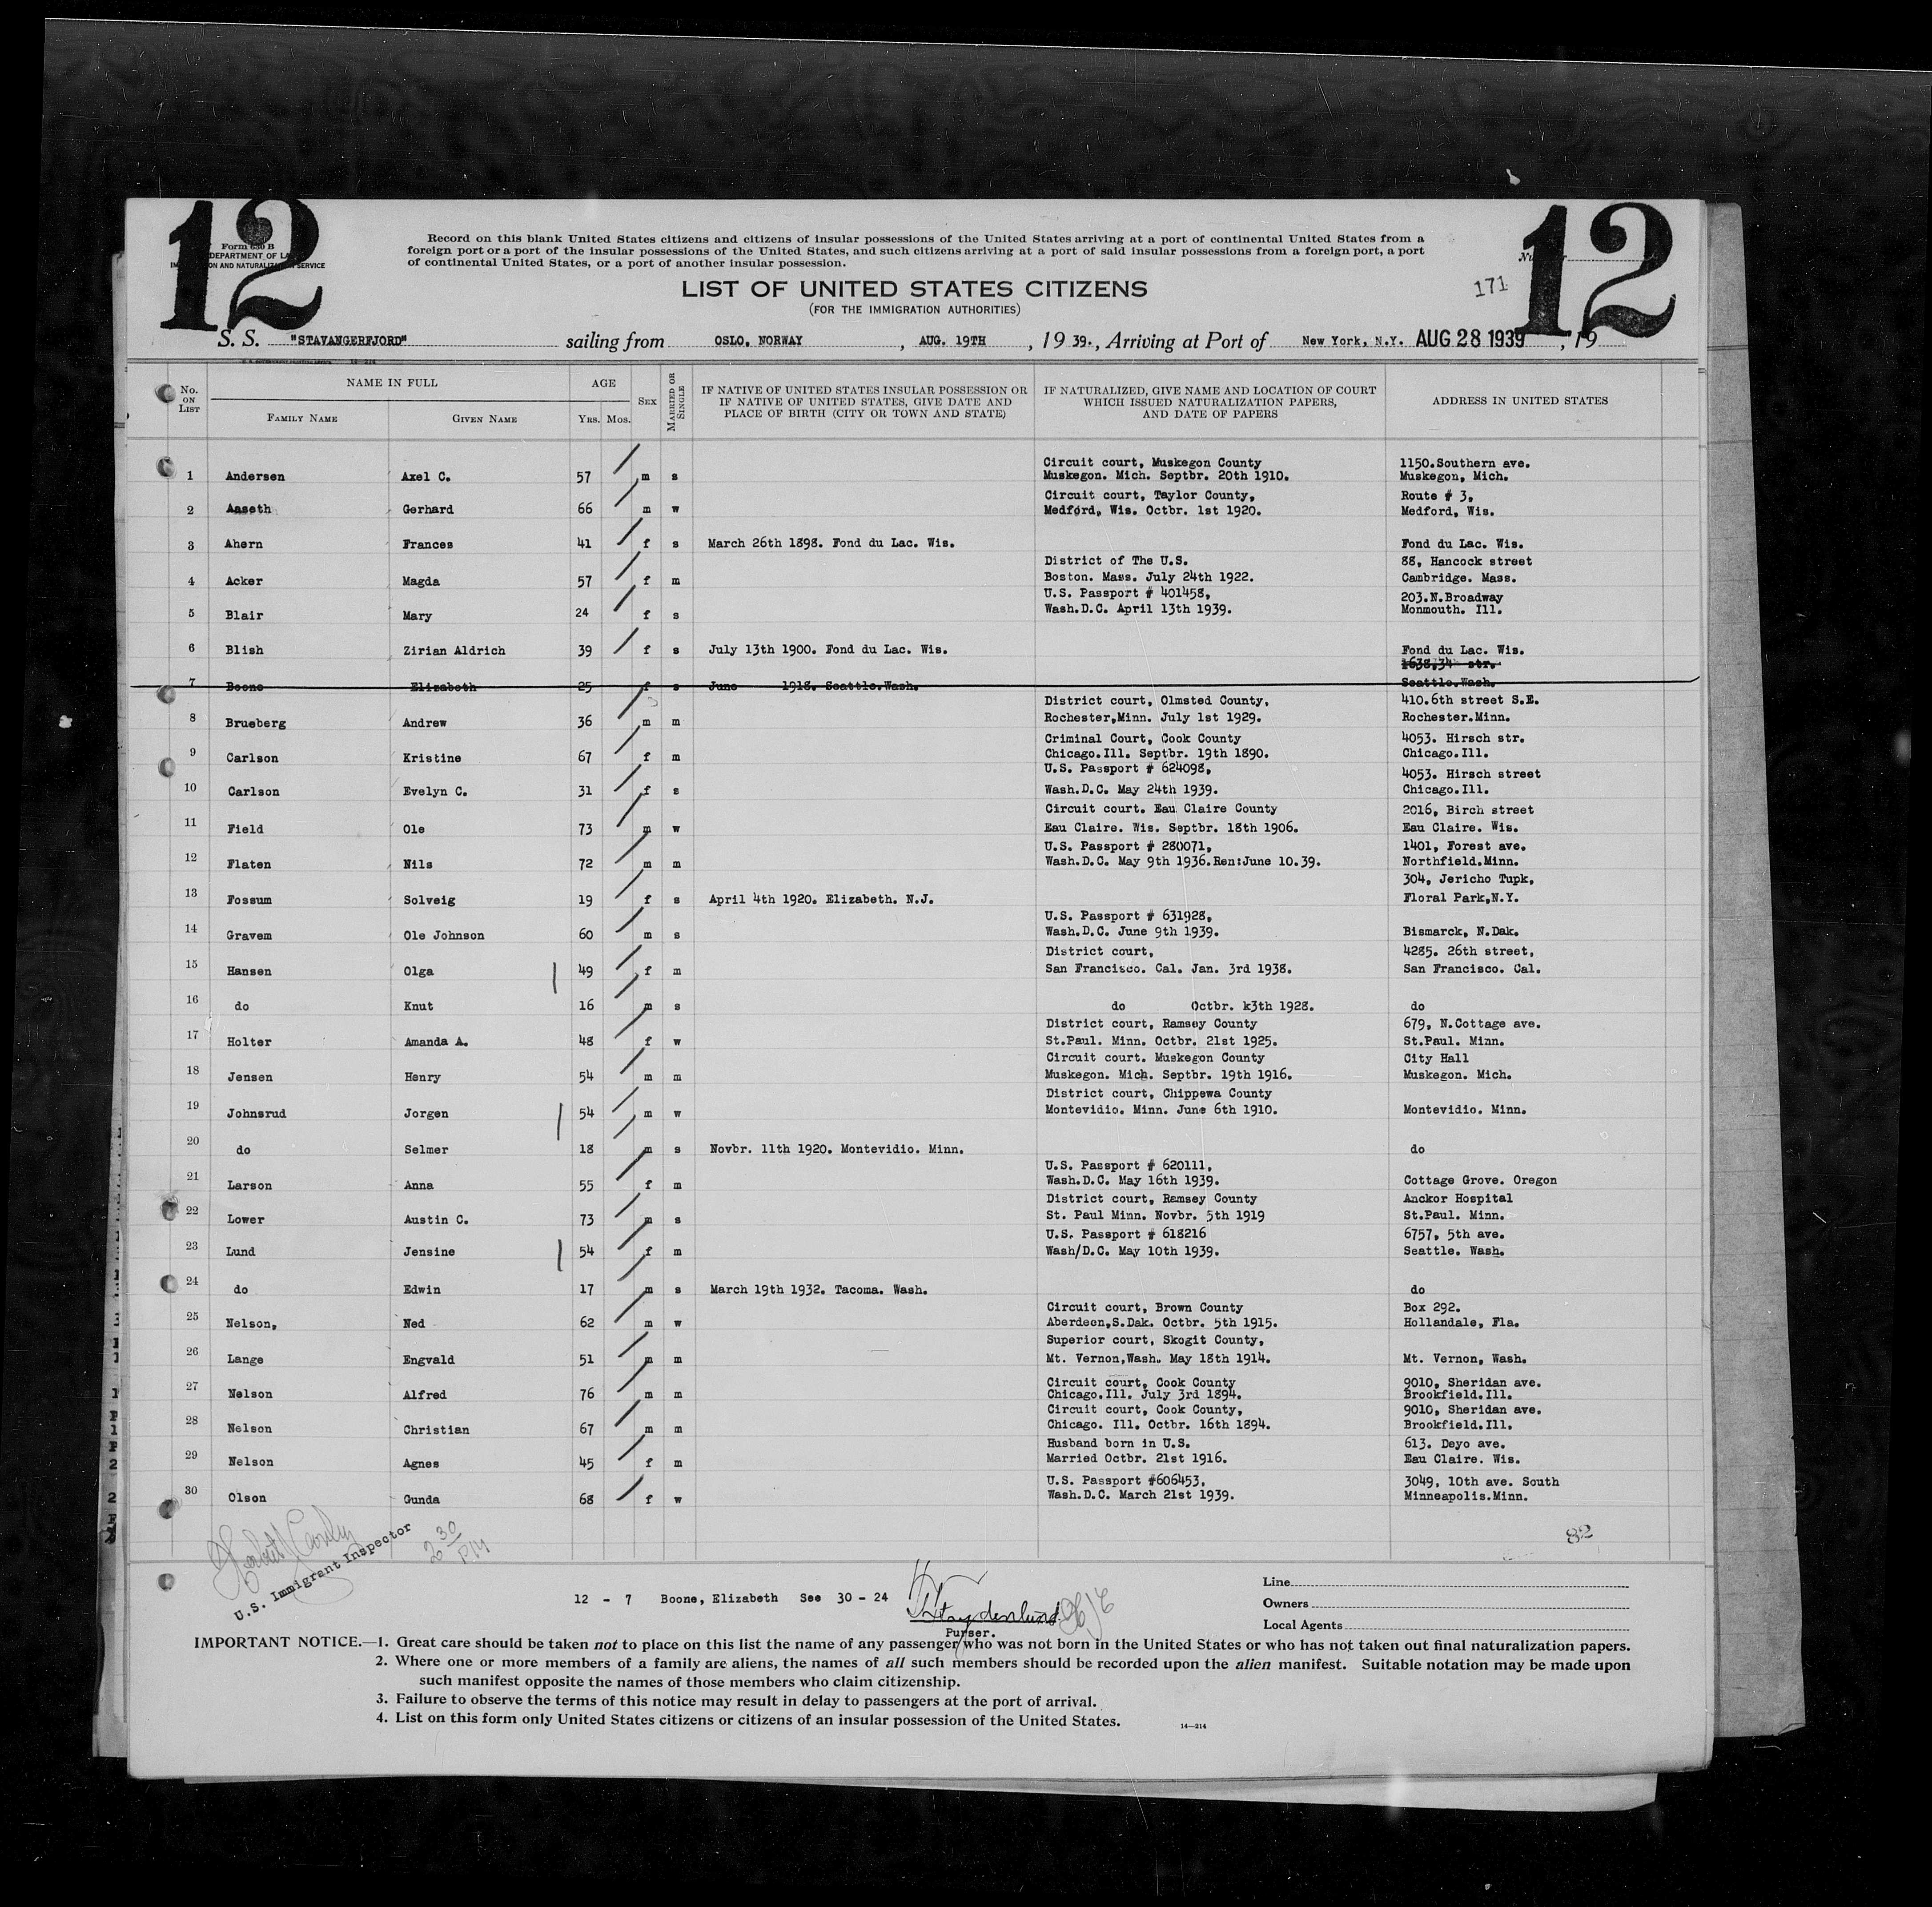 12
12
Form 630 B
DEPARTMENT OF LA
IMMIGRATION AND NATURALIZATION SERVICE
Record on this blank United States citizens and citizens of insular possessions of the United States arriving at a port of continental United States from a
foreign port or a port of the insular possessions of the United States, and such citizens arriving at a port of said insular possessions from a foreign port, a port
of continental United States, or a port of another insular possession.
LIST OF UNITED STATES CITIZENS
(FOR THE IMMIGRATION AUTHORITIES)
171
S. S. "STAVANGERFJORD" sailing from OSLO, NORWAY, AUG. 19TH, 19 39., Arriving at Port of New York, N.Y. AUG 28 1939, 19
No. ON LIST
NAME IN FULL
FAMILY NAME
GIVEN NAME
AGE
YRS. MOS.
SEX
MARRIED OR SINGLE
IF NATIVE OF UNITED STATES INSULAR POSSESSION OR
IF NATIVE OF UNITED STATES, GIVE DATE AND
PLACE OF BIRTH (CITY OR TOWN AND STATE)
IF NATURALIZED, GIVE NAME AND LOCATION OF COURT
WHICH ISSUED NATURALIZATION PAPERS,
AND DATE OF PAPERS
ADDRESS IN UNITED STATES
Circuit court, Muskegon County 1150.Southern ave.
1 Andersen Axel C. 57 m s Muskegon. Mich. Septbr. 20th 1910. Muskegon, Mich.
Circuit court, Taylor County, Route # 3,
2 Aaseth Gerhard 66 m w Medford, Wis. Octbr. 1st 1920. Medford, Wis.
3 Ahern Frances 41 f s March 26th 1898. Fond du Lac. Wis. Fond du Lac. Wis.
District of The U.S. 88, Hancock street
4 Acker Magda 57 f m Boston. Mass. July 24th 1922. Cambridge. Mass.
U.S. Passport # 401458, 203.N.Broadway
5 Blair Mary 24 f s Wash.D.C. April 13th 1939. Monmouth. Ill.
6 Blish Zirian Aldrich 39 f s July 13th 1900. Fond du Lac. Wis. Fond du Lac. Wis.
1638,34 str.
7 Boone Elizabeth 25 f s June 1918. Seattle.Wash. Seattle.Wash.
District court, Olmsted County, 410.6th street S.E.
8 Brueberg Andrew 36 m m Rochester,Minn. July 1st 1929. Rochester.Minn.
Criminal Court, Cook County 4053. Hirsch str.
9 Carlson Kristine 67 f m Chicago.Ill. Septbr. 19th 1890. Chicago.Ill.
U.S. Passport # 624098, 4053. Hirsch street
10 Carlson Evelyn C. 31 f s Wash.D.C. May 24th 1939. Chicago.Ill.
Circuit court. Eau Claire County 2016, Birch street
11 Field Ole 73 m w Eau Claire. Wis. Septbr. 18th 1906. Eau Claire. Wis.
U.S. Passport # 280071, 1401, Forest ave.
12 Flaten Nils 72 m m Wash.D.C. May 9th 1936.Ren:June 10.39. Northfield.Minn.
304, Jericho Tupk,
13 Fossum Solveig 19 f s April 4th 1920. Elizabeth. N.J. Floral Park,N.Y.
U.S. Passport # 631928,
14 Gravem Ole Johnson 60 m s Wash.D.C. June 9th 1939. Bismarck, N.Dak.
District court, 4285. 26th street,
15 Hansen Olga 49 f m San Francisco. Cal. Jan. 3rd 1938. San Francisco. Cal.
16 do Knut 16 m s do Octbr. k3th 1928. do
District court, Ramsey County 679, N.Cottage ave.
17 Holter Amanda A. 48 f w St.Paul. Minn. Octbr. 21st 1925. St.Paul. Minn.
Circuit court. Muskegon County City Hall
18 Jensen Henry 54 m m Muskegon. Mich. Septbr. 19th 1916. Muskegon. Mich.
District court, Chippewa County
19 Johnsrud Jorgen 54 m w Montevidio. Minn. June 6th 1910. Montevidio. Minn.
20 do Selmer 18 m s Novbr. 11th 1920. Montevidio. Minn. do
U.S. Passport # 620111,
21 Larson Anna 55 f m Wash.D.C. May 16th 1939. Cottage Grove. Oregon
District court, Ramsey County Anckor Hospital
22 Lower Austin C. 73 m s St. Paul Minn. Novbr. 5th 1919 St.Paul. Minn.
U.S. Passport # 618216 6757, 5th ave.
23 Lund Jensine 54 f m Wash/D.C. May 10th 1939. Seattle. Wash.
24 do Edwin 17 m s March 19th 1932. Tacoma. Wash. do
Circuit court, Brown County Box 292.
25 Nelson, Ned 62 m w Aberdeen,S.Dak. Octbr. 5th 1915. Hollandale, Fla.
Superior court, Skogit County,
26 Lange Engvald 51 m m Mt. Vernon,Wash. May 18th 1914. Mt. Vernon, Wash.
Circuit court, Cook County 9010, Sheridan ave.
27 Nelson Alfred 76 m m Chicago.Ill. July 3rd 1894. Brookfield.Ill.
Circuit court, Cook County, 9010, Sheridan ave.
28 Nelson Christian 67 m m Chicago. Ill. Octbr. 16th 1894. Brookfield.Ill.
Husband born in U.S. 613. Deyo ave.
29 Nelson Agnes 45 f m Married Octbr. 21st 1916. Eau Claire. Wis.
U.S. Passport #606453, 3049, 10th ave. South
30 Olson Gunda 68 f w Wash.D.C. March 21st 1939. Minneapolis.Minn.
82
U.S. Immigrant Inspector
2 30 PM
12 - 7 Boone, Elizabeth See 30 - 24
Purser.
Line
Owners
Local Agents
IMPORTANT NOTICE.—1. Great care should be taken not to place on this list the name of any passenger who was not born in the United States or who has not taken out final naturalization papers.
2. Where one or more members of a family are aliens, the names of all such members should be recorded upon the alien manifest. Suitable notation may be made upon
such manifest opposite the names of those members who claim citizenship.
3. Failure to observe the terms of this notice may result in delay to passengers at the port of arrival.
4. List on this form only United States citizens or citizens of an insular possession of the United States.
14—214